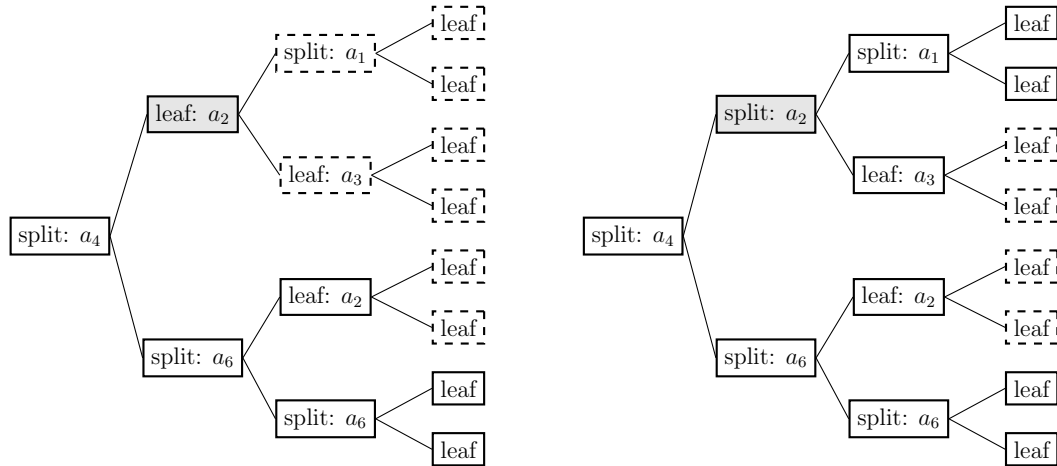 split: a₄
leaf: a₂
split: a₆
split: a₁
leaf: a₃
leaf: a₂
split: a₆
leaf
leaf
leaf
leaf
leaf
leaf
leaf
leaf
split: a₄
split: a₂
split: a₆
split: a₁
leaf: a₃
leaf: a₂
split: a₆
leaf
leaf
leaf
leaf
leaf
leaf
leaf
leaf